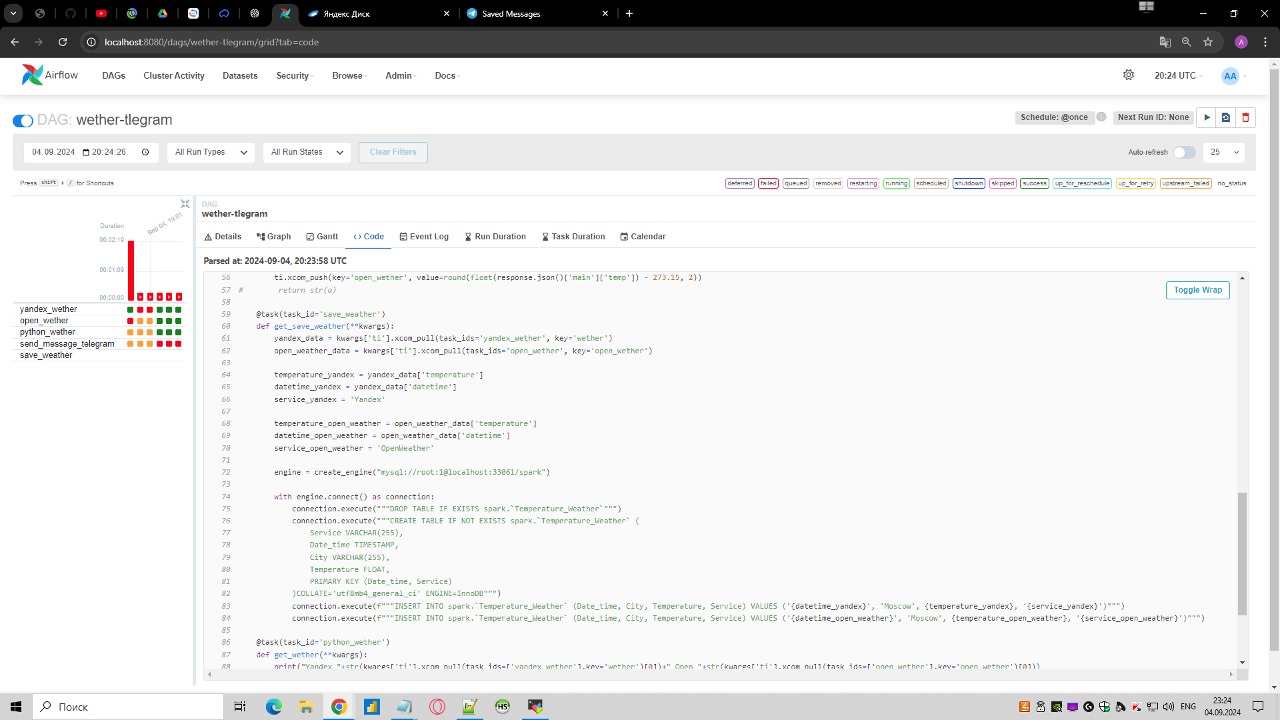 Яндекс Диск
Saved Messages
localhost:8080/dags/wether-tlegram/grid?tab=code
A
Airflow
DAGs
Cluster Activity
Datasets
Security
Browse
Admin
Docs
20:24 UTC
AA
DAG: wether-tlegram
Schedule: @once
Next Run ID: None
04.09.2024 20:24:26
All Run Types
All Run States
Clear Filters
Auto-refresh
25
Press shift + / for Shortcuts
deferred failed queued removed restarting running scheduled shutdown skipped success up_for_reschedule up_for_retry upstream_failed no_status
Duration
Sep 04, 18:01
00:02:19
00:01:09
00:00:00
yandex_wether
open_wether
python_wether
send_message_telegram
save_weather
DAG
wether-tlegram
Details
Graph
Gantt
<> Code
Event Log
Run Duration
Task Duration
Calendar
Parsed at: 2024-09-04, 20:23:58 UTC
Toggle Wrap
56 ti.xcom_push(key='open_wether', value=round(float(response.json()['main']['temp']) - 273.15, 2))
57 # return str(a)
58
59 @task(task_id='save_weather')
60 def get_save_weather(**kwargs):
61 yandex_data = kwargs['ti'].xcom_pull(task_ids='yandex_wether', key='wether')
62 open_weather_data = kwargs['ti'].xcom_pull(task_ids='open_wether', key='open_wether')
63
64 temperature_yandex = yandex_data['temperature']
65 datetime_yandex = yandex_data['datetime']
66 service_yandex = 'Yandex'
67
68 temperature_open_weather = open_weather_data['temperature']
69 datetime_open_weather = open_weather_data['datetime']
70 service_open_weather = 'OpenWeather'
71
72 engine = create_engine("mysql://root:1@localhost:33061/spark")
73
74 with engine.connect() as connection:
75 connection.execute("""DROP TABLE IF EXISTS spark.`Temperature_Weather`""")
76 connection.execute("""CREATE TABLE IF NOT EXISTS spark.`Temperature_Weather` (
77 Service VARCHAR(255),
78 Date_time TIMESTAMP,
79 City VARCHAR(255),
80 Temperature FLOAT,
81 PRIMARY KEY (Date_time, Service)
82 )COLLATE='utf8mb4_general_ci' ENGINE=InnoDB""")
83 connection.execute(f"""INSERT INTO spark.`Temperature_Weather` (Date_time, City, Temperature, Service) VALUES ('{datetime_yandex}', 'Moscow', {temperature_yandex}, '{service_yandex}')""")
84 connection.execute(f"""INSERT INTO spark.`Temperature_Weather` (Date_time, City, Temperature, Service) VALUES ('{datetime_open_weather}', 'Moscow', {temperature_open_weather}, '{service_open_weather}')""")
85
86 @task(task_id='python_wether')
87 def get_wether(**kwargs):
88 print("Yandex "+str(kwargs['ti'].xcom_pull(task_ids=['yandex_wether'],key='wether')[0])+" Open "+str(kwargs['ti'].xcom_pull(task_ids=['open_wether'],key='open_wether')[0]))
Поиск
ENG
23:24
04.09.2024